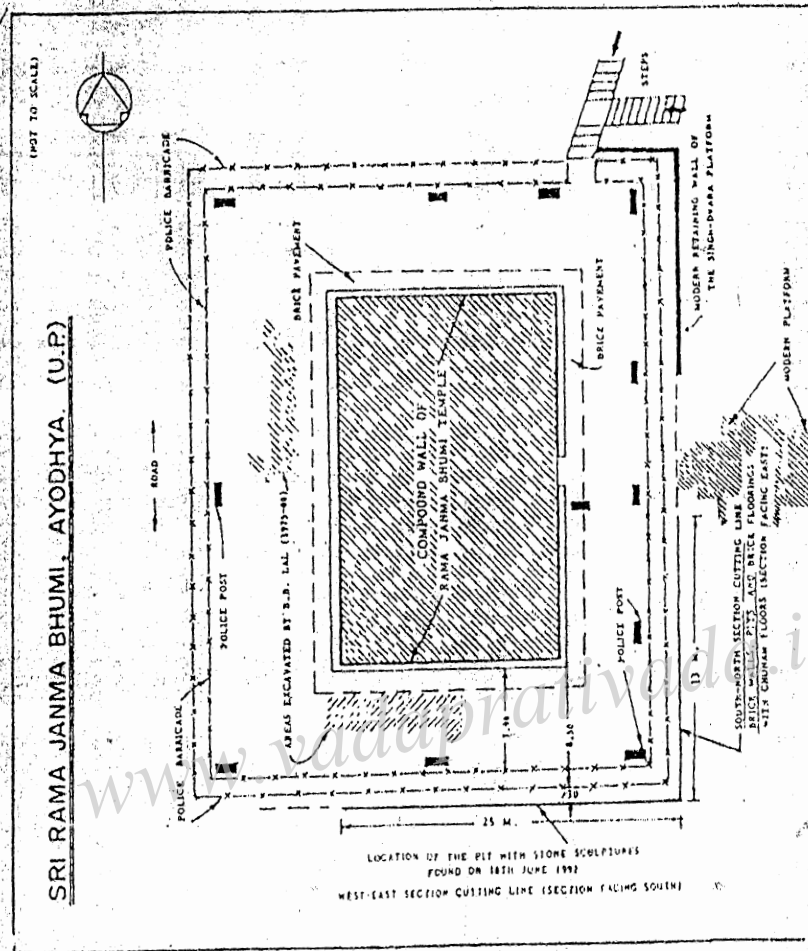 SRI RAMA JANMA BHUMI, AYODHYA. (U.P.)
(NOT TO SCALE)
POLICE BARRICADE
STEPS
ROAD
BRICK PAVEMENT
BRICK PAVEMENT
MODERN RETAINING WALL OF
THE SINGH-DWARA PLATFORM
MODERN PLATFORM
COMPOUND WALL OF
RAMA JANMA BHUMI TEMPLE
POLICE POST
AREAS EXCAVATED BY B.B. LAL
POLICE BARRICADE
POLICE POST
8.50
13 M.
SOUTH-NORTH SECTION CUTTING LINE
BRICK WALLS, PITS AND BRICK FLOORINGS
WITH CHUNAM FLOORS (SECTION FACING EAST)
25 M.
LOCATION OF THE PIT WITH STONE SCULPTURES
FOUND ON 18TH JUNE 1992
WEST-EAST SECTION CUTTING LINE (SECTION FACING SOUTH)
www.vadaprativada.i